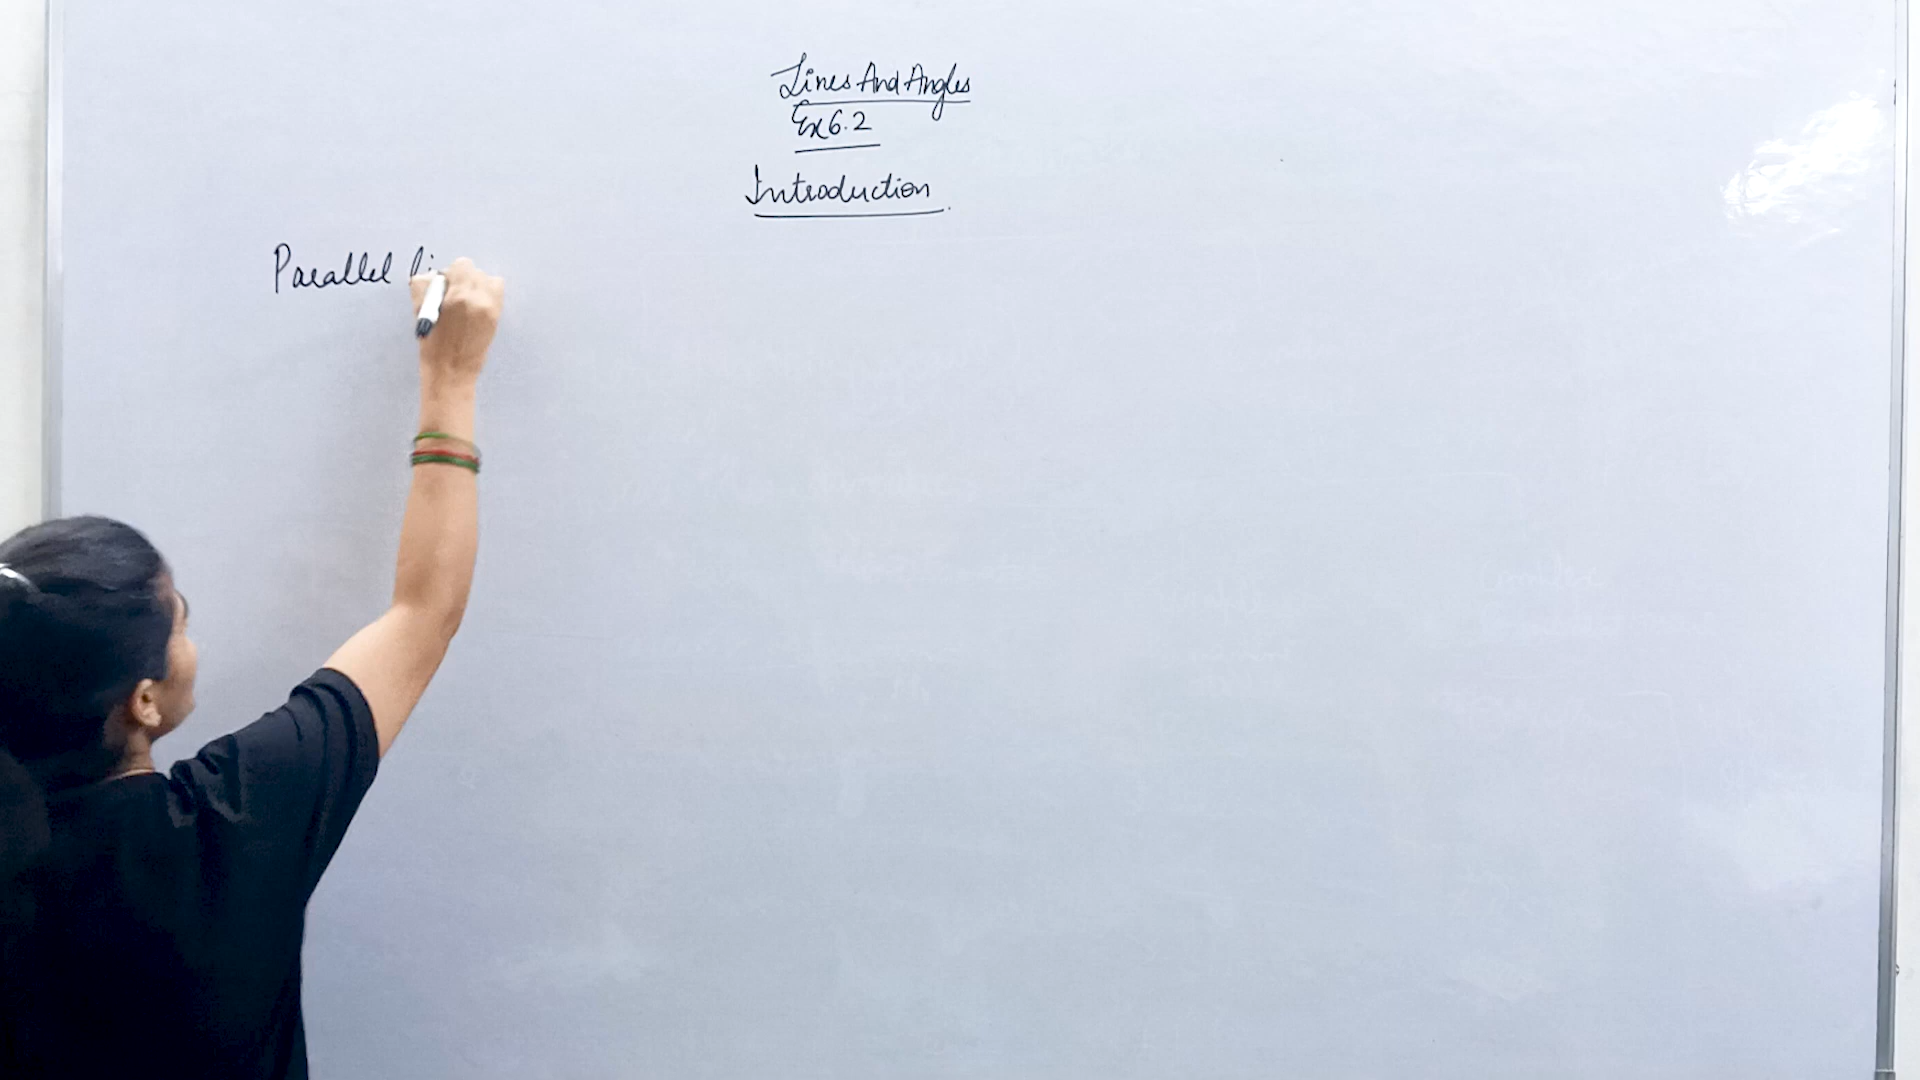 Lines And Angles
Ex 6.2
Introduction.
Parallel li